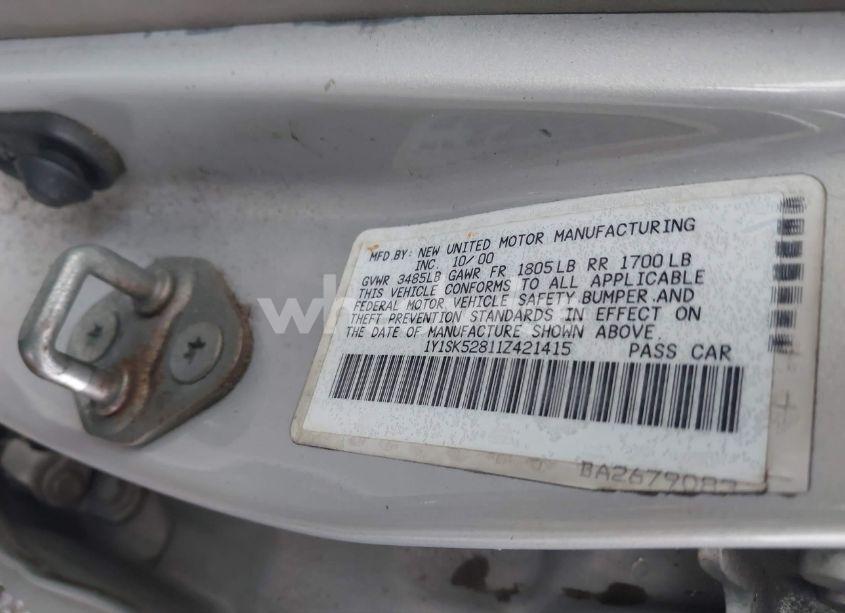 MFD BY: NEW UNITED MOTOR MANUFACTURING
INC. 10/00
GVWR 3485LB GAWR FR 1805LB RR 1700LB
THIS VEHICLE CONFORMS TO ALL APPLICABLE
FEDERAL MOTOR VEHICLE SAFETY, BUMPER AND
THEFT PREVENTION STANDARDS IN EFFECT ON
THE DATE OF MANUFACTURE SHOWN ABOVE.
1Y1SK52811Z421415 PASS CAR